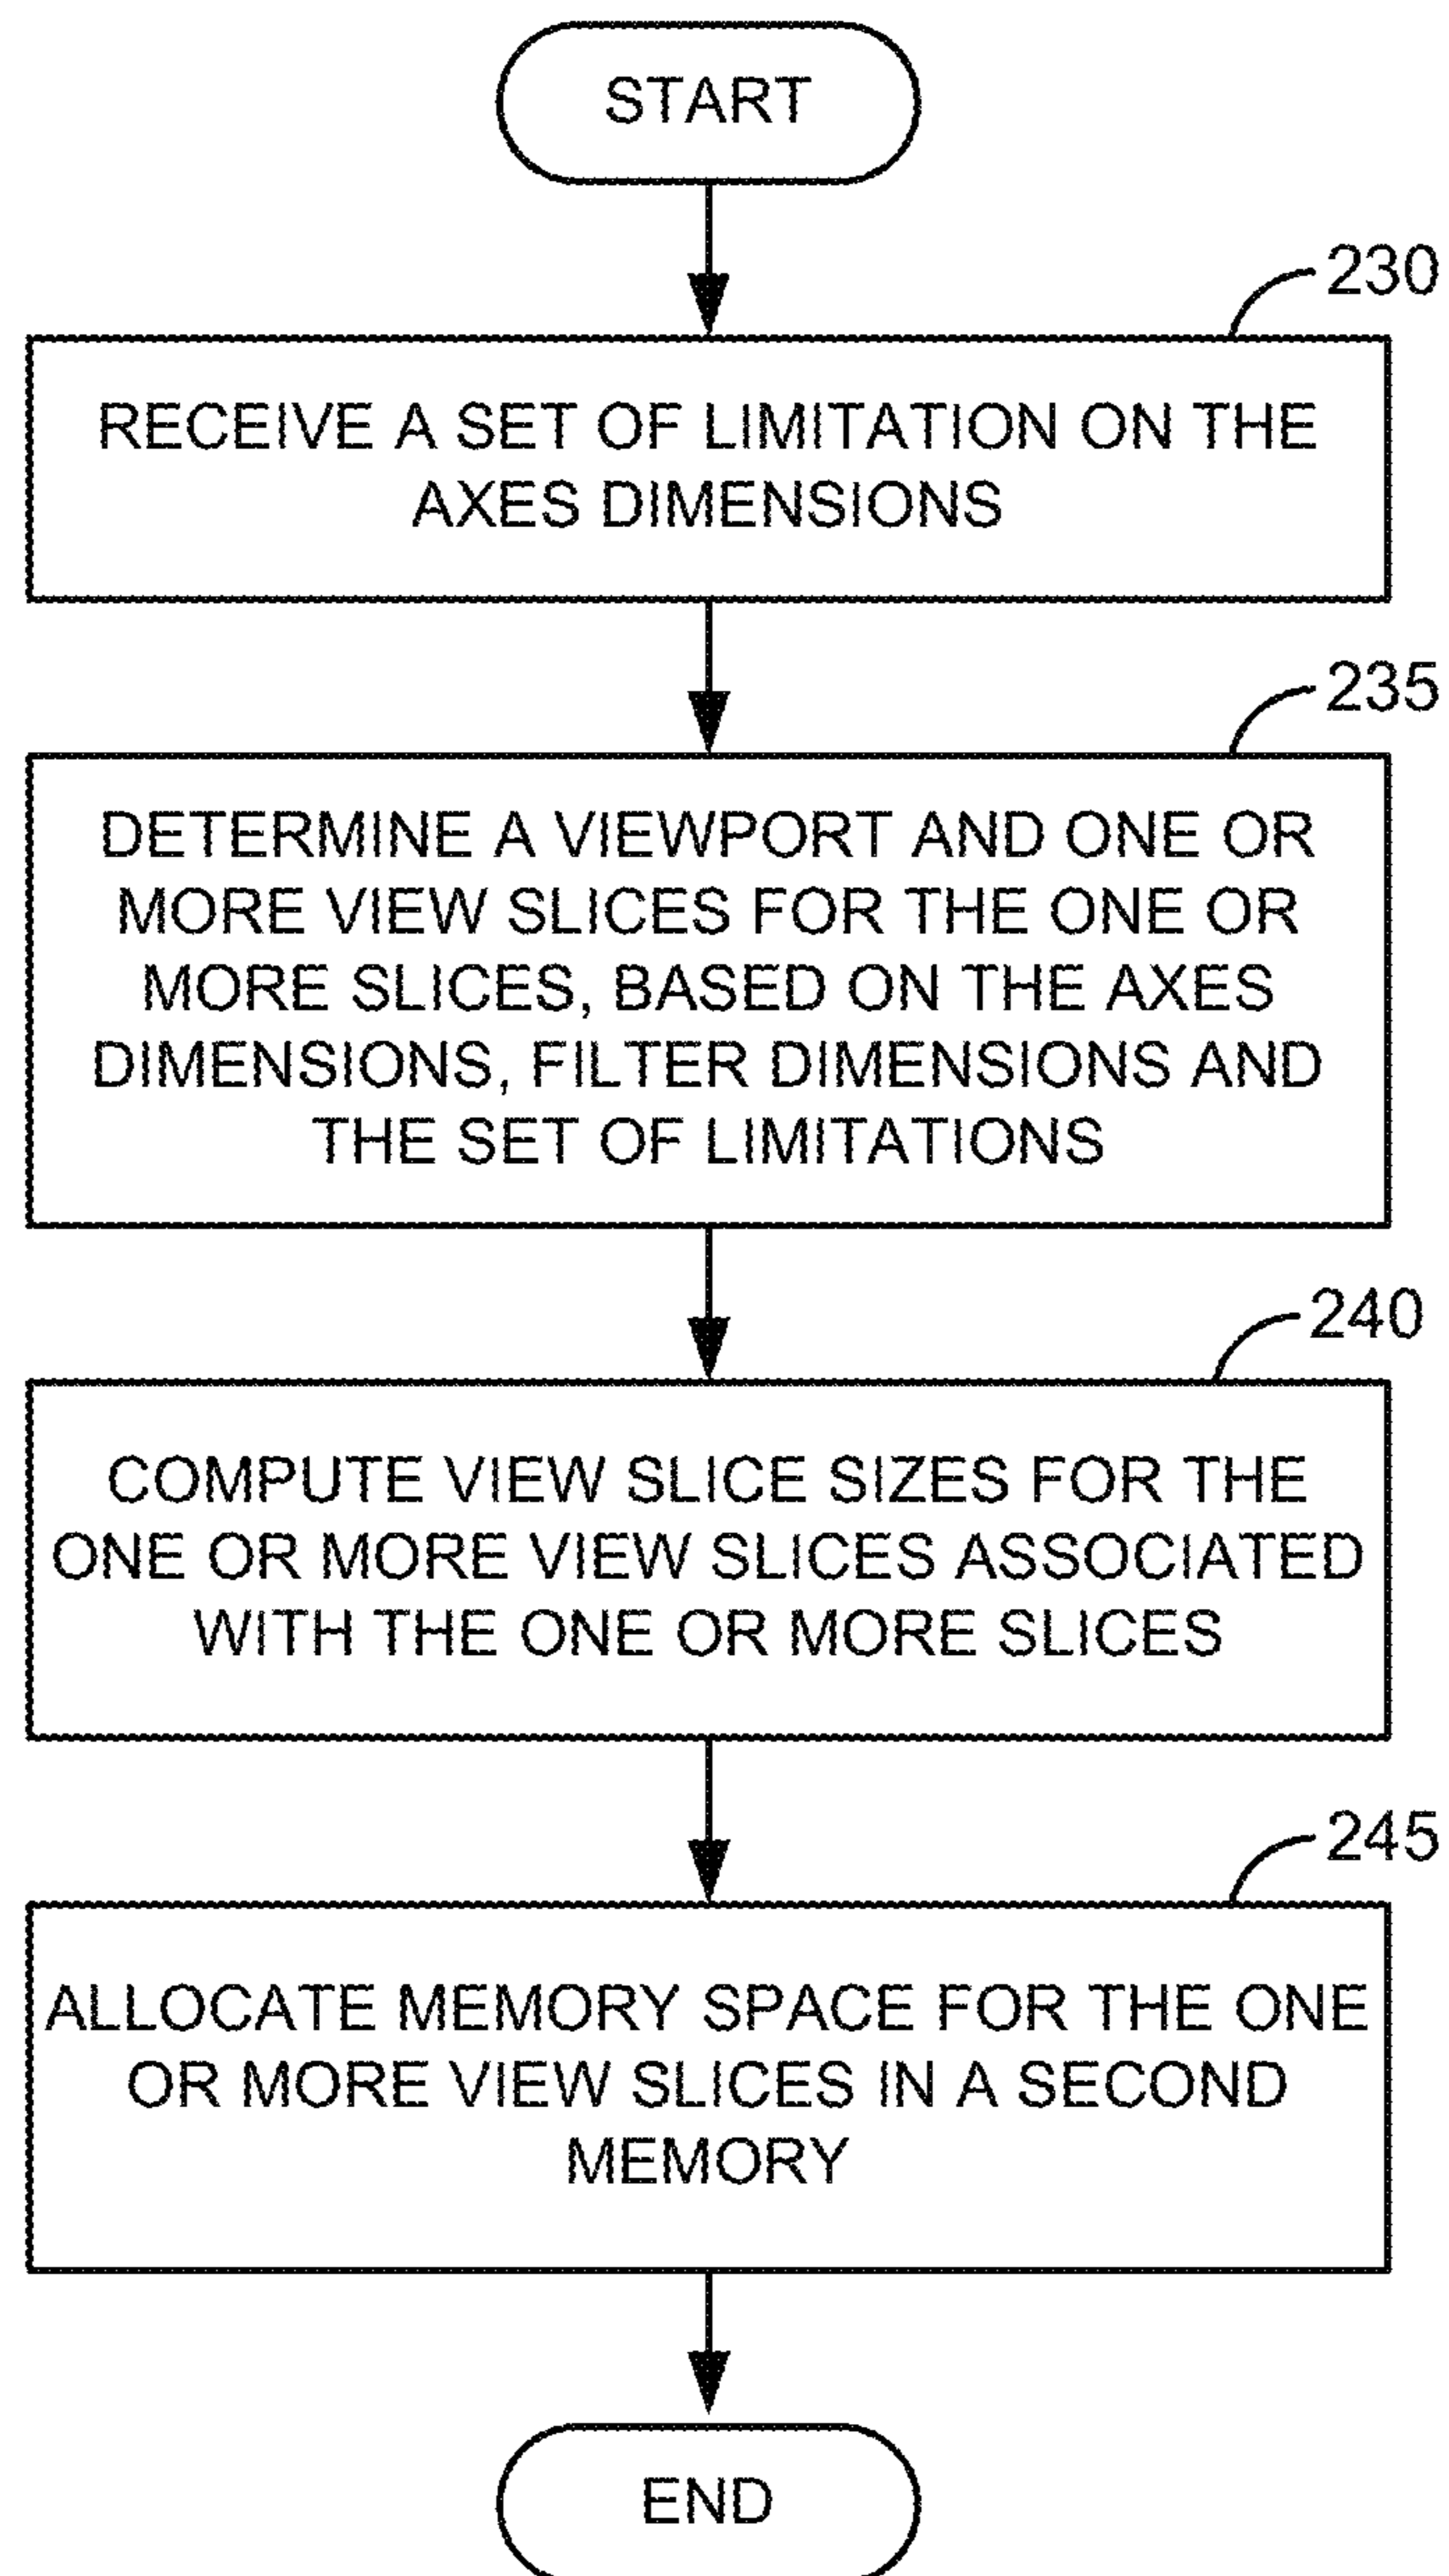 START
230
RECEIVE A SET OF LIMITATION ON THE
AXES DIMENSIONS
235
DETERMINE A VIEWPORT AND ONE OR
MORE VIEW SLICES FOR THE ONE OR
MORE SLICES, BASED ON THE AXES
DIMENSIONS, FILTER DIMENSIONS AND
THE SET OF LIMITATIONS
240
COMPUTE VIEW SLICE SIZES FOR THE
ONE OR MORE VIEW SLICES ASSOCIATED
WITH THE ONE OR MORE SLICES
245
ALLOCATE MEMORY SPACE FOR THE ONE
OR MORE VIEW SLICES IN A SECOND
MEMORY
END